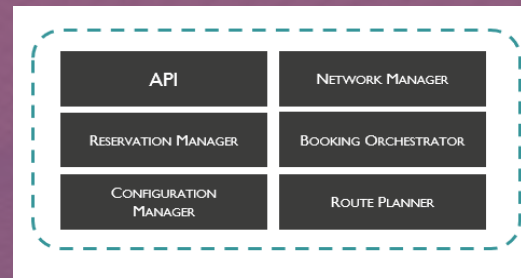 API
NETWORK MANAGER
RESERVATION MANAGER
BOOKING ORCHESTRATOR
CONFIGURATION
MANAGER
ROUTE PLANNER